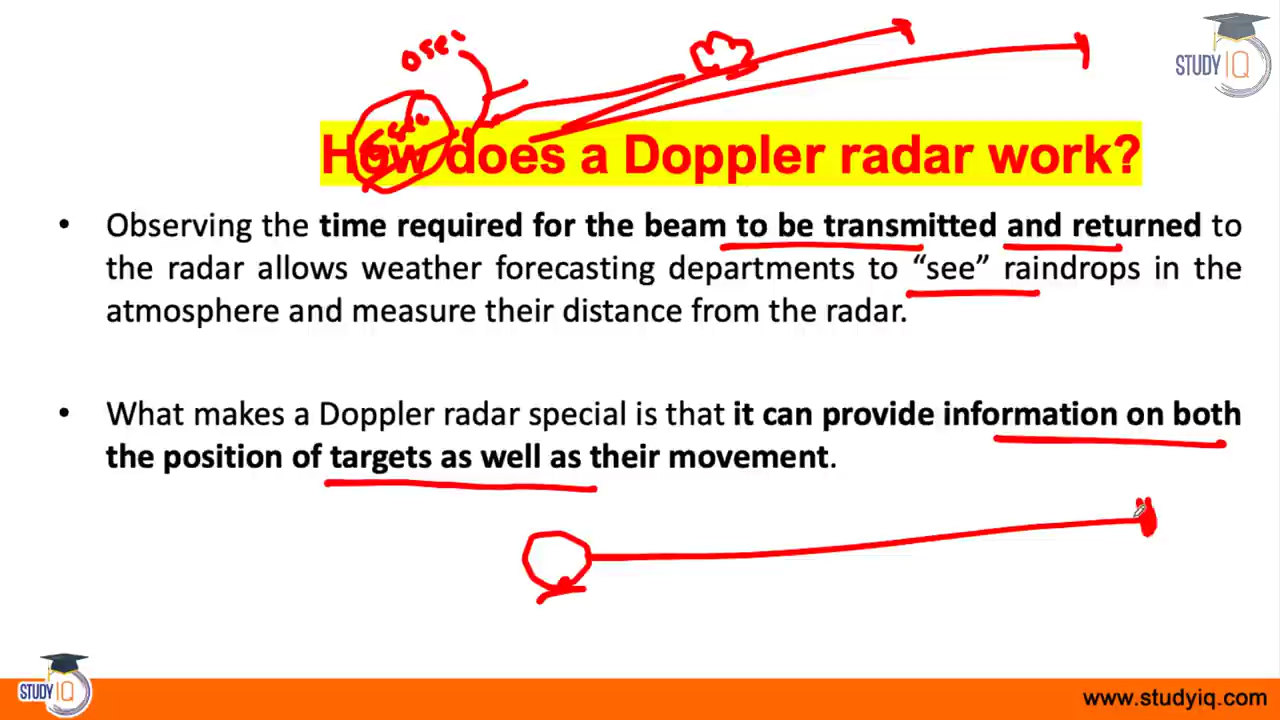 STUDY IQ
0 sec
How does a Doppler radar work?
• Observing the time required for the beam to be transmitted and returned to
the radar allows weather forecasting departments to “see” raindrops in the
atmosphere and measure their distance from the radar.
• What makes a Doppler radar special is that it can provide information on both
the position of targets as well as their movement.
STUDY IQ
www.studyiq.com